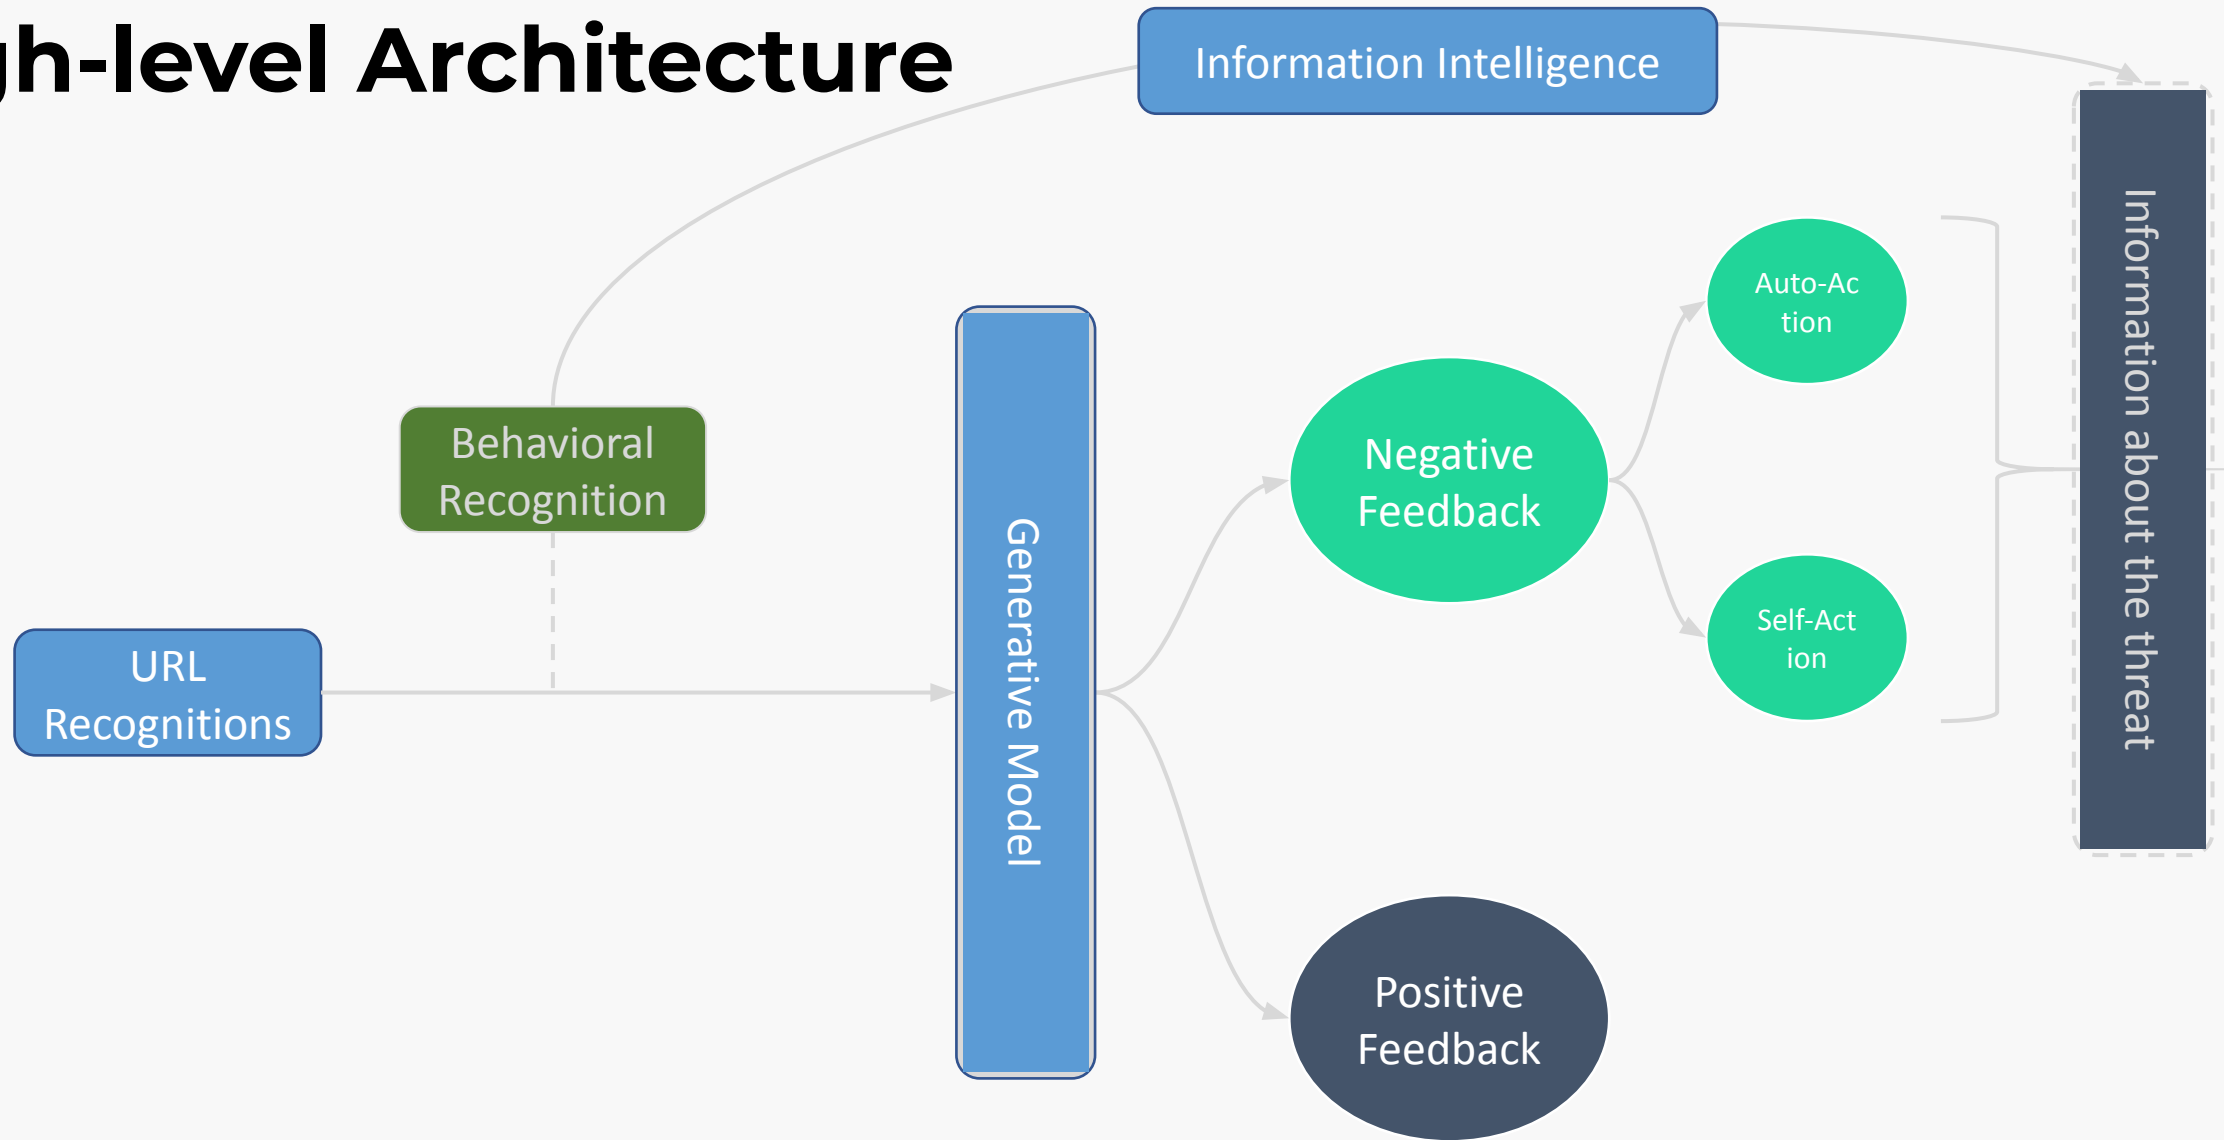 gh-level Architecture
Information Intelligence
Behavioral
Recognition
URL
Recognitions
Generative Model
Negative
Feedback
Positive
Feedback
Auto-Ac
tion
Self-Act
ion
Information about the threat